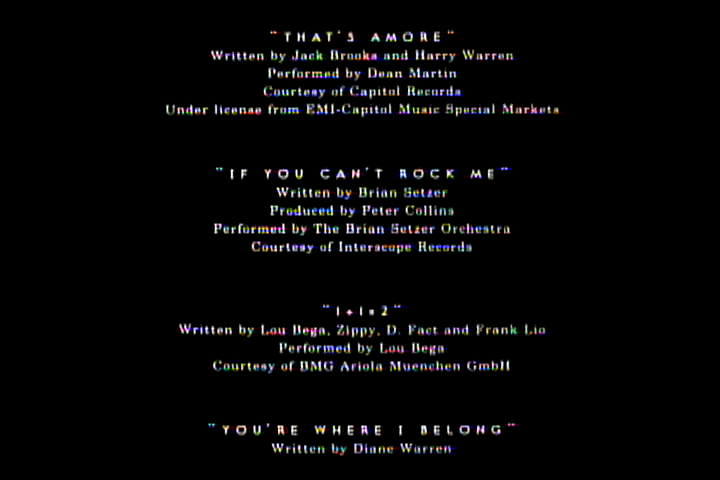 "THAT'S AMORE"
Written by Jack Brooks and Harry Warren
Performed by Dean Martin
Courtesy of Capitol Records
Under license from EMI-Capitol Music Special Markets
"IF YOU CAN'T ROCK ME"
Written by Brian Setzer
Produced by Peter Collins
Performed by The Brian Setzer Orchestra
Courtesy of Interscope Records
"1+1=2"
Written by Lou Bega, Zippy, D. Fact and Frank Lio
Performed by Lou Bega
Courtesy of BMG Ariola Muenchen GmbH
"YOU'RE WHERE I BELONG"
Written by Diane Warren